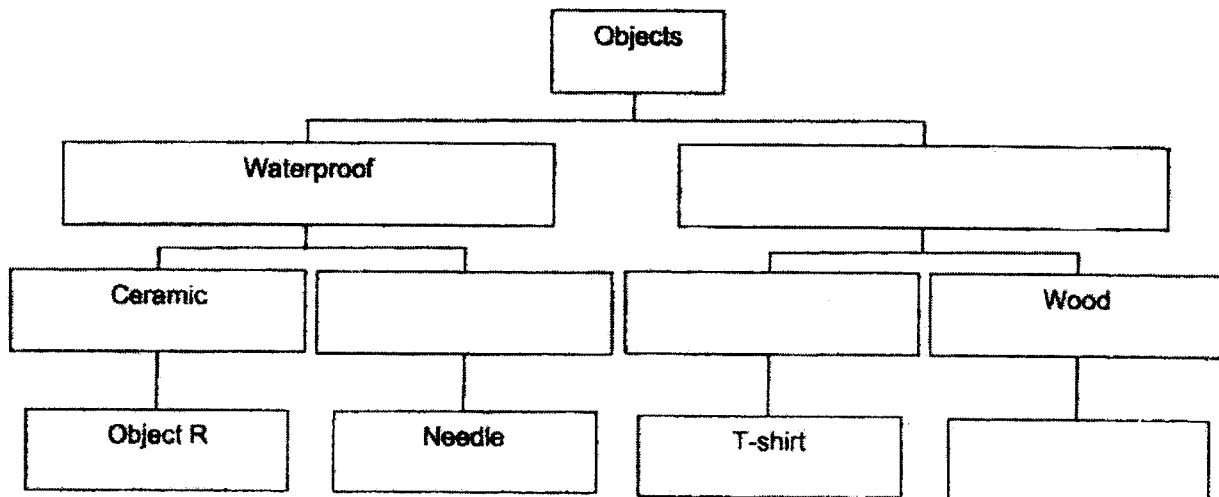 Objects
Waterproof
Ceramic
Wood
Object R
Needle
T-shirt